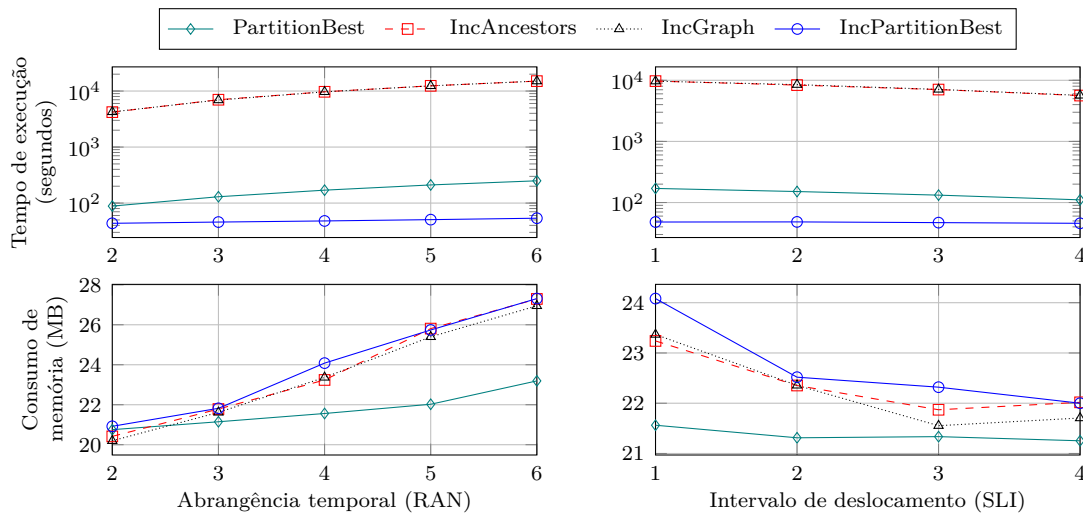 PartitionBest IncAncestors IncGraph IncPartitionBest
Tempo de execução
(segundos)
10^4
10^3
10^2
2 3 4 5 6
10^4
10^3
10^2
1 2 3 4
Consumo de
memória (MB)
28
26
24
22
20
2 3 4 5 6
Abrangência temporal (RAN)
24
23
22
21
1 2 3 4
Intervalo de deslocamento (SLI)